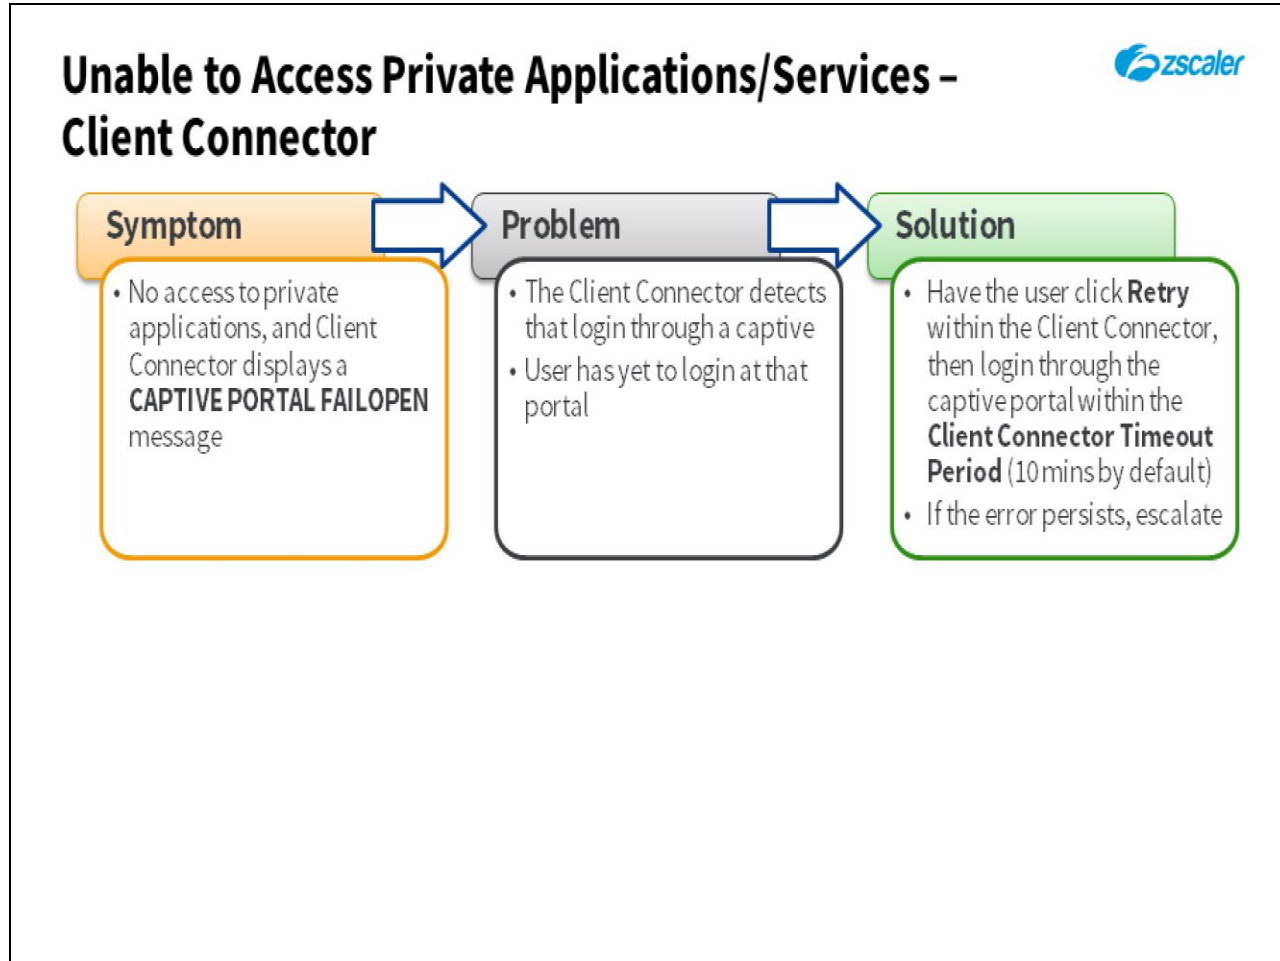 Unable to Access Private Applications/Services –
Client Connector
zscaler
Symptom
• No access to private
applications, and Client
Connector displays a
CAPTIVE PORTAL FAILOPEN
message
Problem
• The Client Connector detects
that login through a captive
• User has yet to login at that
portal
Solution
• Have the user click Retry
within the Client Connector,
then login through the
captive portal within the
Client Connector Timeout
Period (10 mins by default)
• If the error persists, escalate